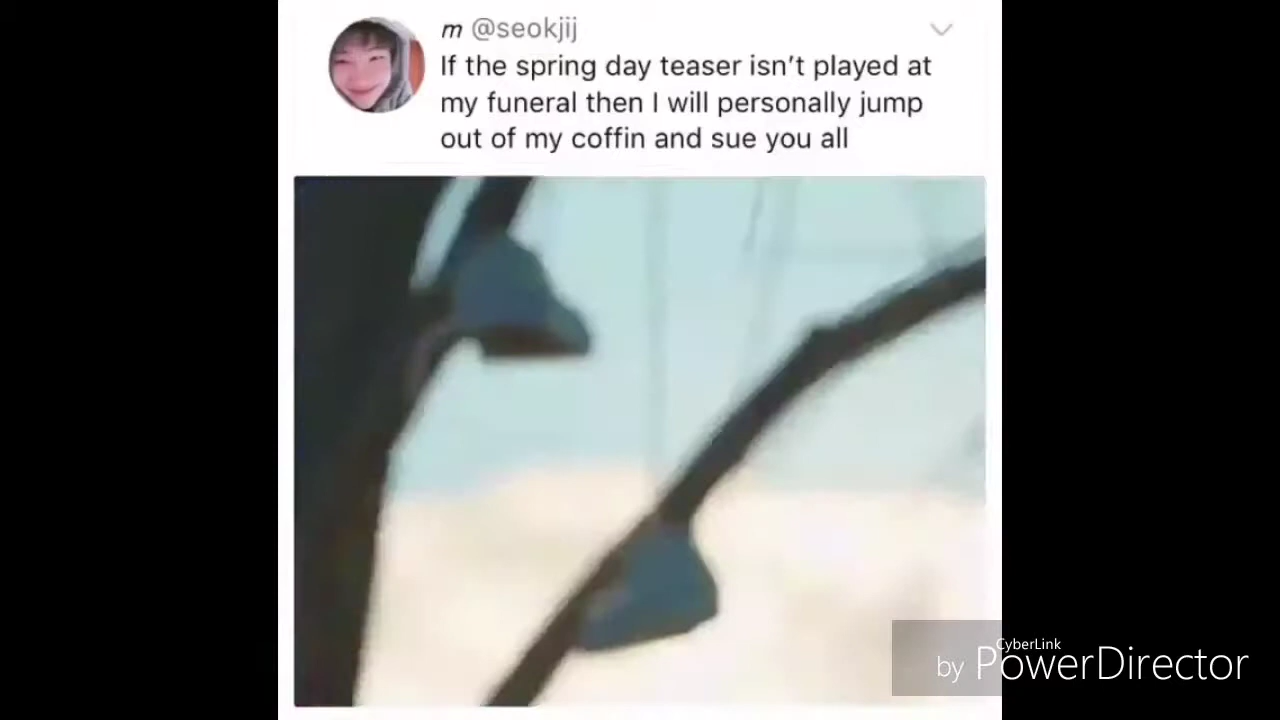 m @seokjij
If the spring day teaser isn't played at
my funeral then I will personally jump
out of my coffin and sue you all
CyberLink
by PowerDirector